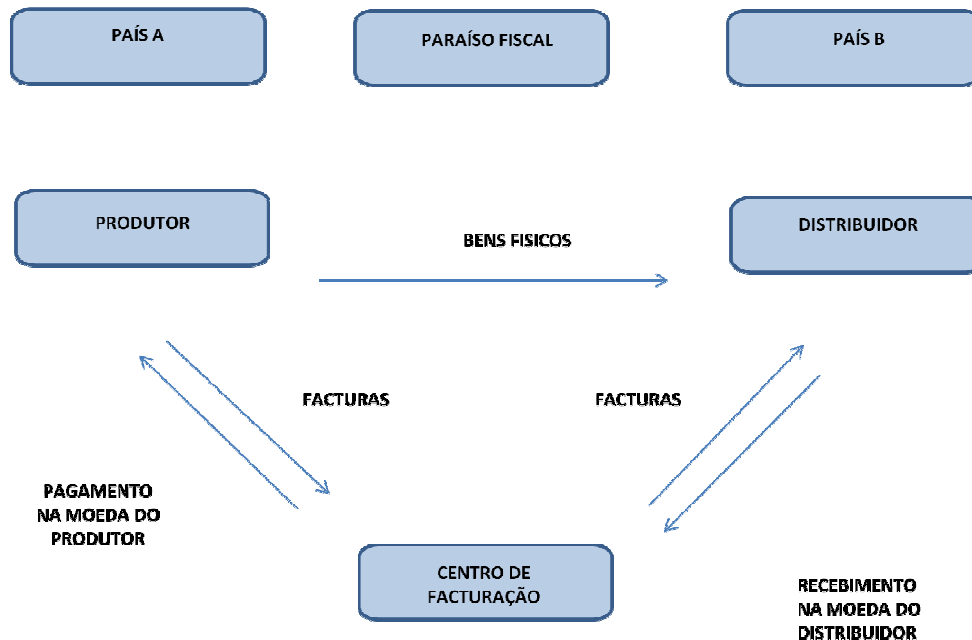 PAÍS A
PARAÍSO FISCAL
PAÍS B
PRODUTOR
DISTRIBUIDOR
BENS FISICOS
FACTURAS
FACTURAS
PAGAMENTO
NA MOEDA DO
PRODUTOR
CENTRO DE
FACTURAÇÃO
RECEBIMENTO
NA MOEDA DO
DISTRIBUIDOR